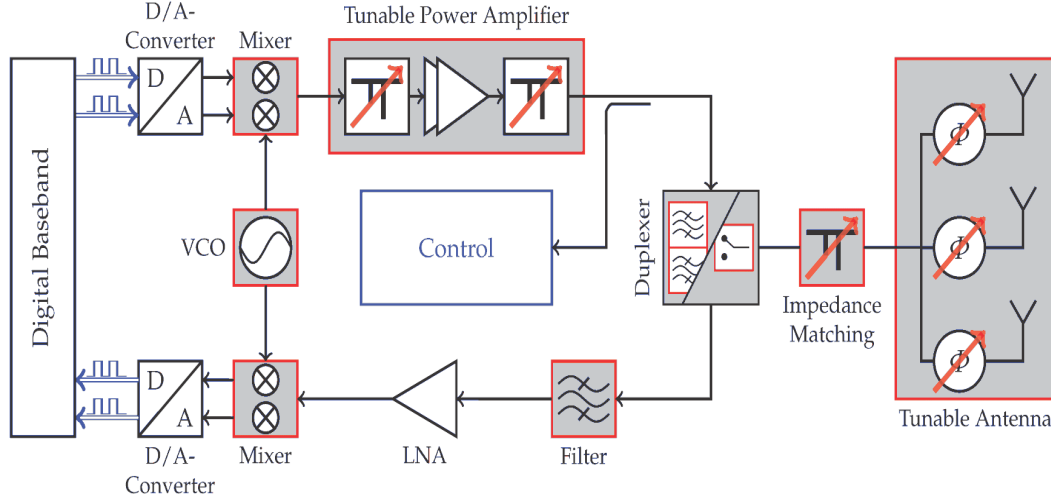 D/A-
Converter
Mixer
Tunable Power Amplifier
D
A
Digital Baseband
VCO
Control
Duplexer
Impedance
Matching
Φ
Φ
Φ
Tunable Antenna
D
A
D/A-
Converter
Mixer
LNA
Filter